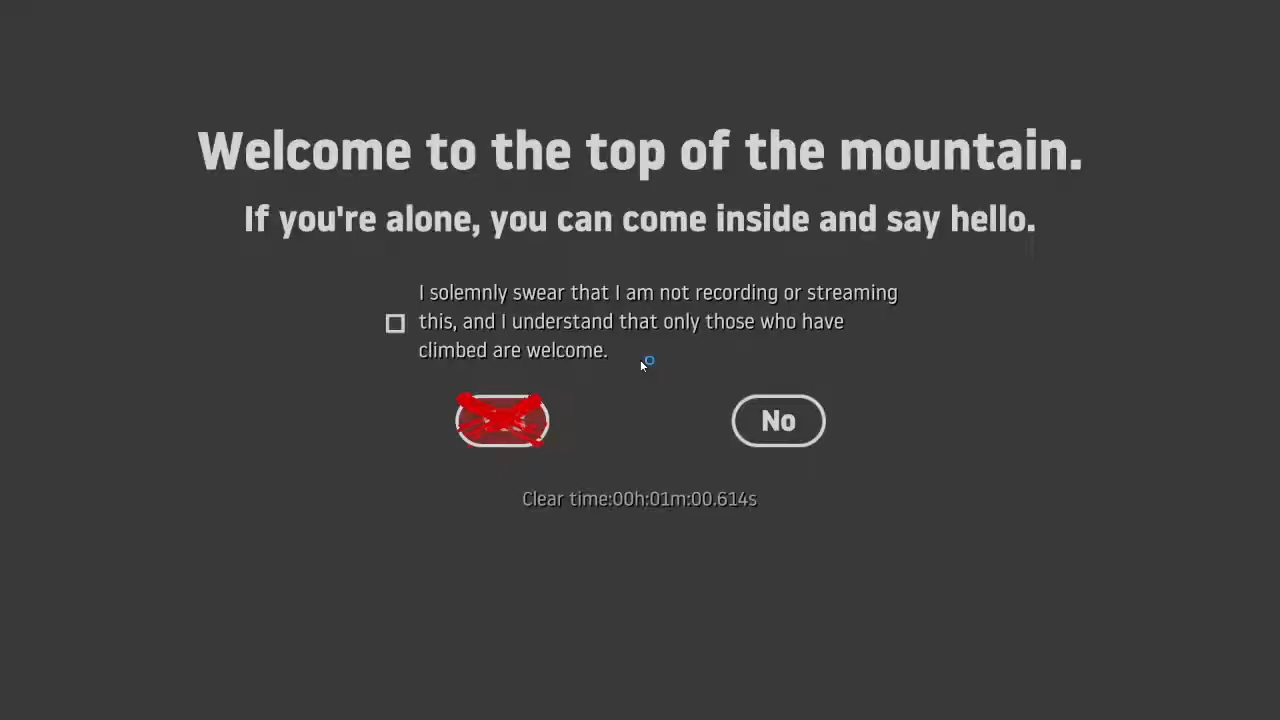 Welcome to the top of the mountain.
If you're alone, you can come inside and say hello.
I solemnly swear that I am not recording or streaming
this, and I understand that only those who have
climbed are welcome.
No
Clear time:00h:01m:00.614s